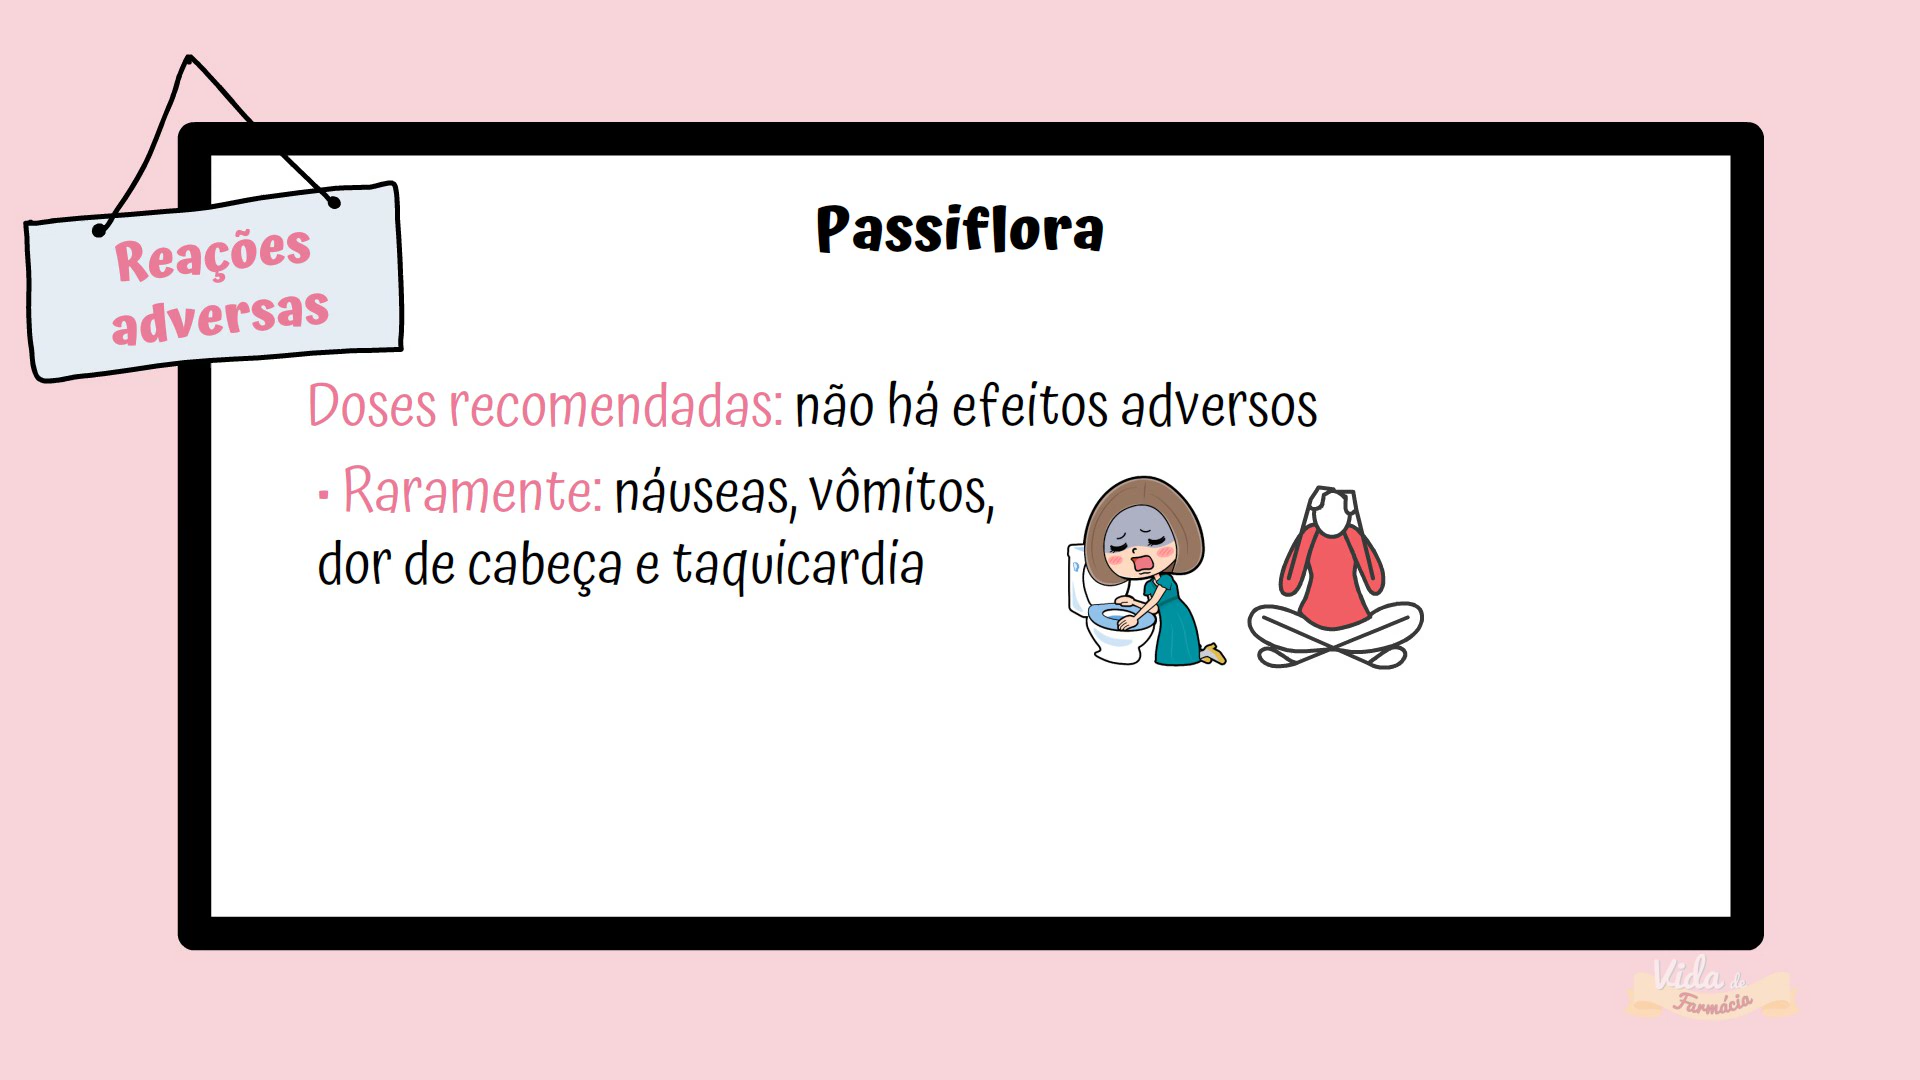 Reações
adversas
Passiflora
Doses recomendadas: não há efeitos adversos
• Raramente: náuseas, vômitos,
dor de cabeça e taquicardia
Vida de
Farmácia